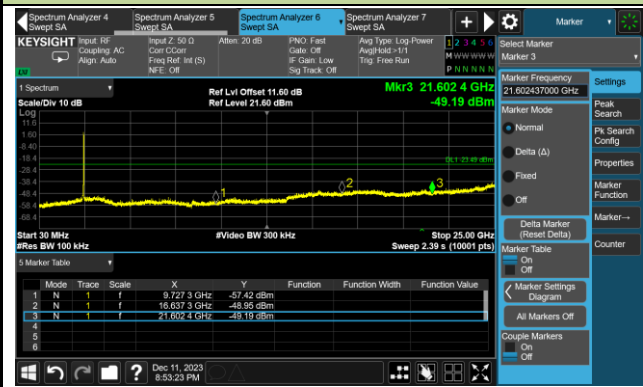 Spectrum Analyzer 4
Swept SA
Spectrum Analyzer 5
Swept SA
Spectrum Analyzer 6
Swept SA
Spectrum Analyzer 7
Swept SA
Marker
KEYSIGHT
Input: RF
Coupling: AC
Align: Auto
Input Z: 50 Ω
Corr CCorr
Freq Ref: Int (S)
NFE: Off
Atten: 20 dB
PNO: Fast
Gate: Off
IF Gain: Low
Sig Track: Off
Avg Type: Log-Power
Avg|Hold:>1/1
Trig: Free Run
1 2 3 4 5 6
M W W W W W
P N N N N N
LW
Select Marker
Marker 3
1 Spectrum
Scale/Div 10 dB
Log
Ref Lvl Offset 11.60 dB
Ref Level 21.60 dBm
Mkr3 21.602 4 GHz
-49.19 dBm
11.6
1.60
-8.40
-18.4
-28.4
-38.4
-48.4
-58.4
-68.4
1
2
3
Start 30 MHz
#Res BW 100 kHz
#Video BW 300 kHz
Stop 25.00 GHz
Sweep 2.39 s (10001 pts)
5 Marker Table
Mode Trace Scale X Y Function Function Width Function Value
1 N 1 f 9.727 3 GHz -57.42 dBm
2 N 1 f 16.637 3 GHz -48.95 dBm
3 N 1 f 21.602 4 GHz -49.19 dBm
4
5
6
Dec 11, 2023
8:53:23 PM
?
Marker Frequency
21.602437000 GHz
Marker Mode
Normal
Delta (Δ)
Fixed
Off
Delta Marker
(Reset Delta)
Marker Table
On
Off
Marker Settings
Diagram
All Markers Off
Couple Markers
On
Off
Settings
Peak
Search
Pk Search
Config
Properties
Marker
Function
Marker→
Counter